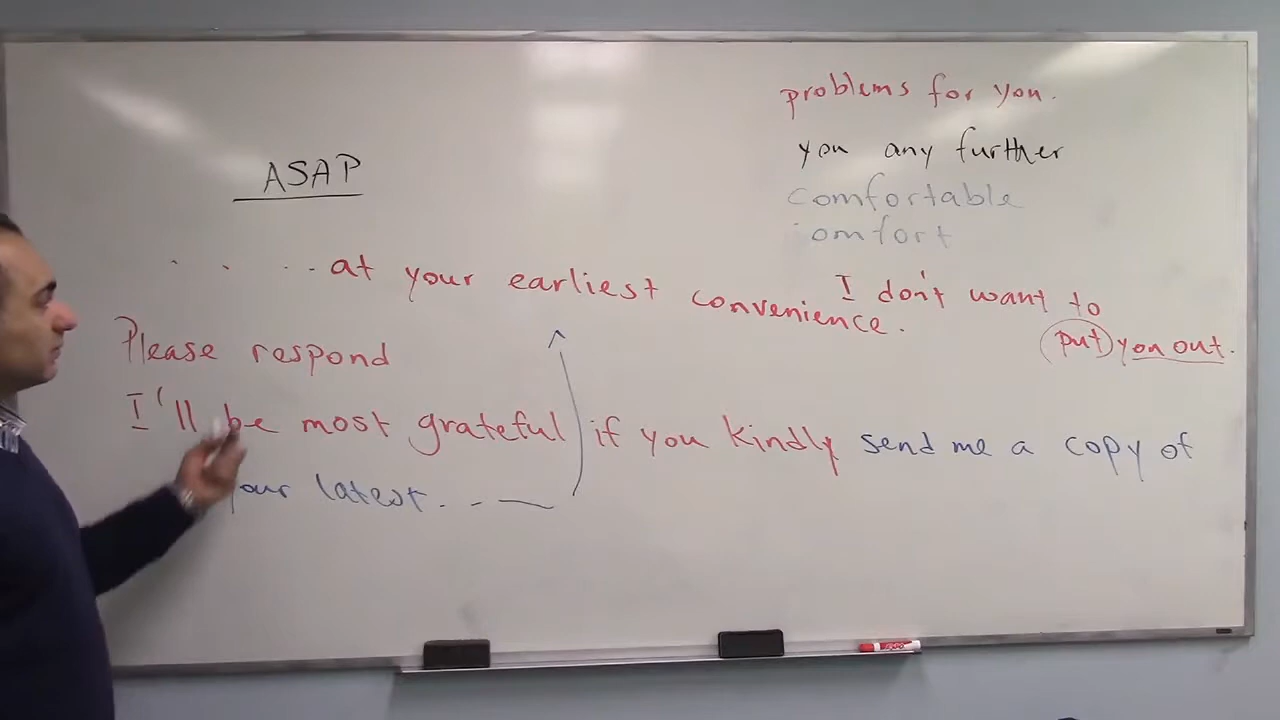 problems for you.
you any further
comfortable
omfort
ASAP
. . . . at your earliest convenience.
I don't want to
put you out.
Please respond
I'll be most grateful if you kindly send me a copy of
our latest. - —